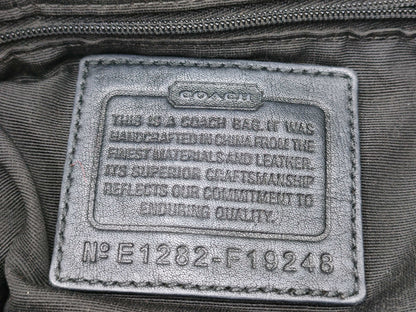 COACH
THIS IS A COACH BAG. IT WAS
HANDCRAFTED IN CHINA FROM THE
FINEST MATERIALS AND LEATHER.
ITS SUPERIOR CRAFTSMANSHIP
REFLECTS OUR COMMITMENT TO
ENDURING QUALITY.
Nº E1282-F19246